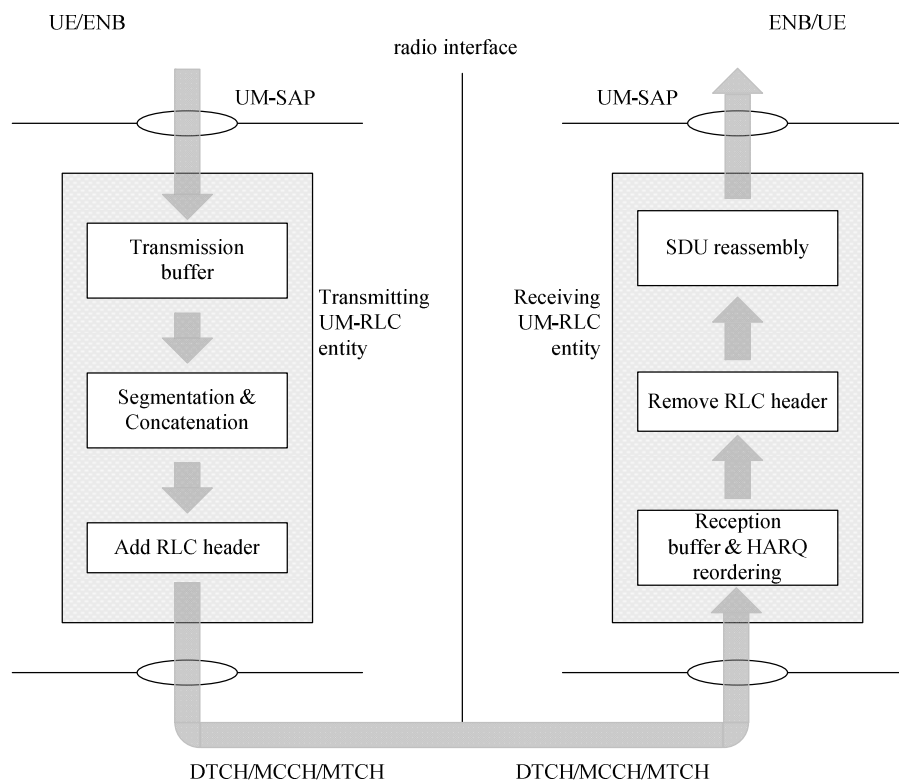 UE/ENB
ENB/UE
radio interface
UM-SAP
UM-SAP
Transmission
buffer
Transmitting
UM-RLC
entity
Segmentation &
Concatenation
Add RLC header
SDU reassembly
Receiving
UM-RLC
entity
Remove RLC header
Reception
buffer & HARQ
reordering
DTCH/MCCH/MTCH
DTCH/MCCH/MTCH